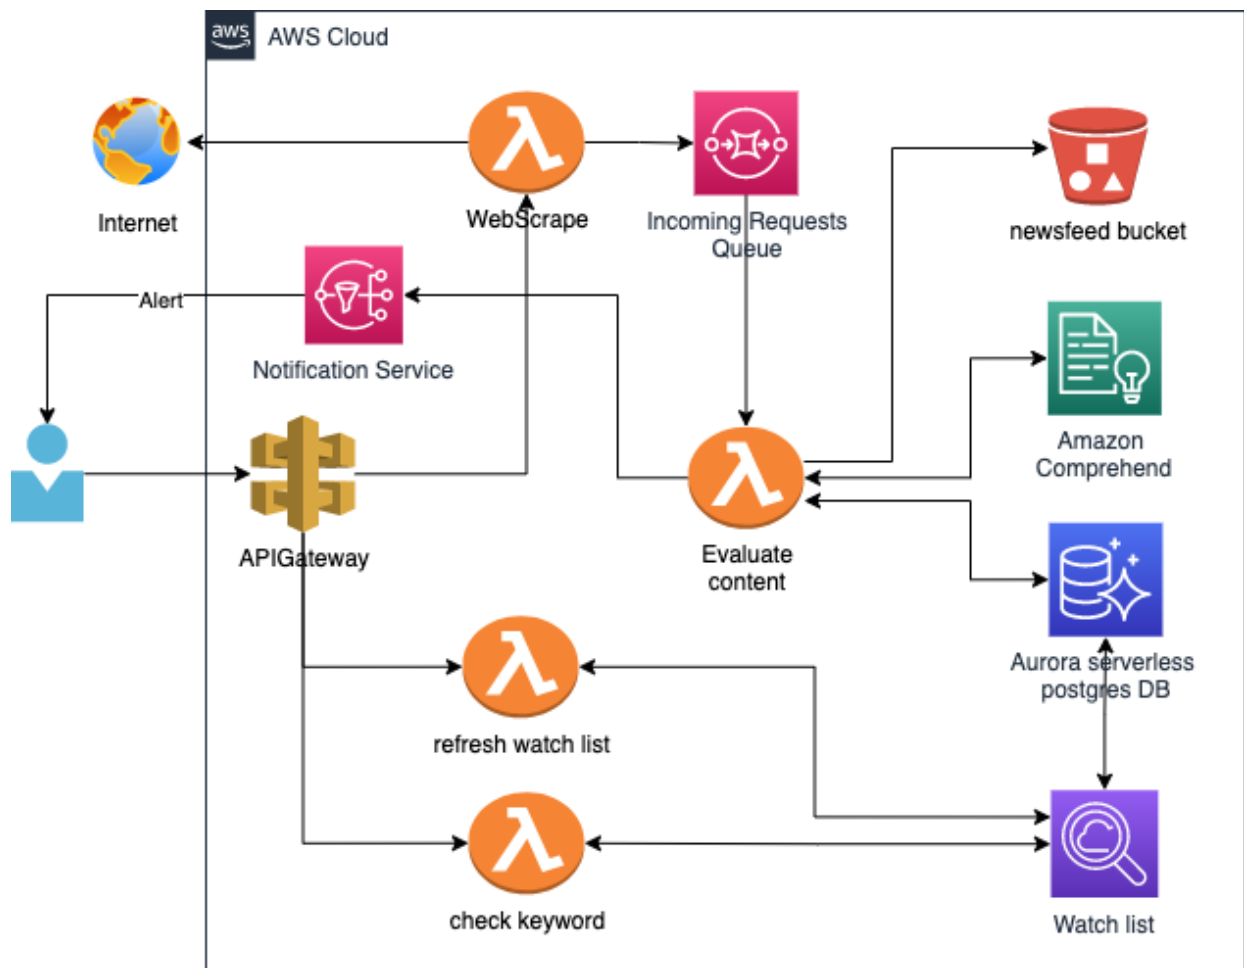 aws
AWS Cloud
Internet
WebScrape
Incoming Requests
Queue
newsfeed bucket
Alert
Notification Service
Amazon
Comprehend
APIGateway
Evaluate
content
Aurora serverless
postgres DB
refresh watch list
check keyword
Watch list